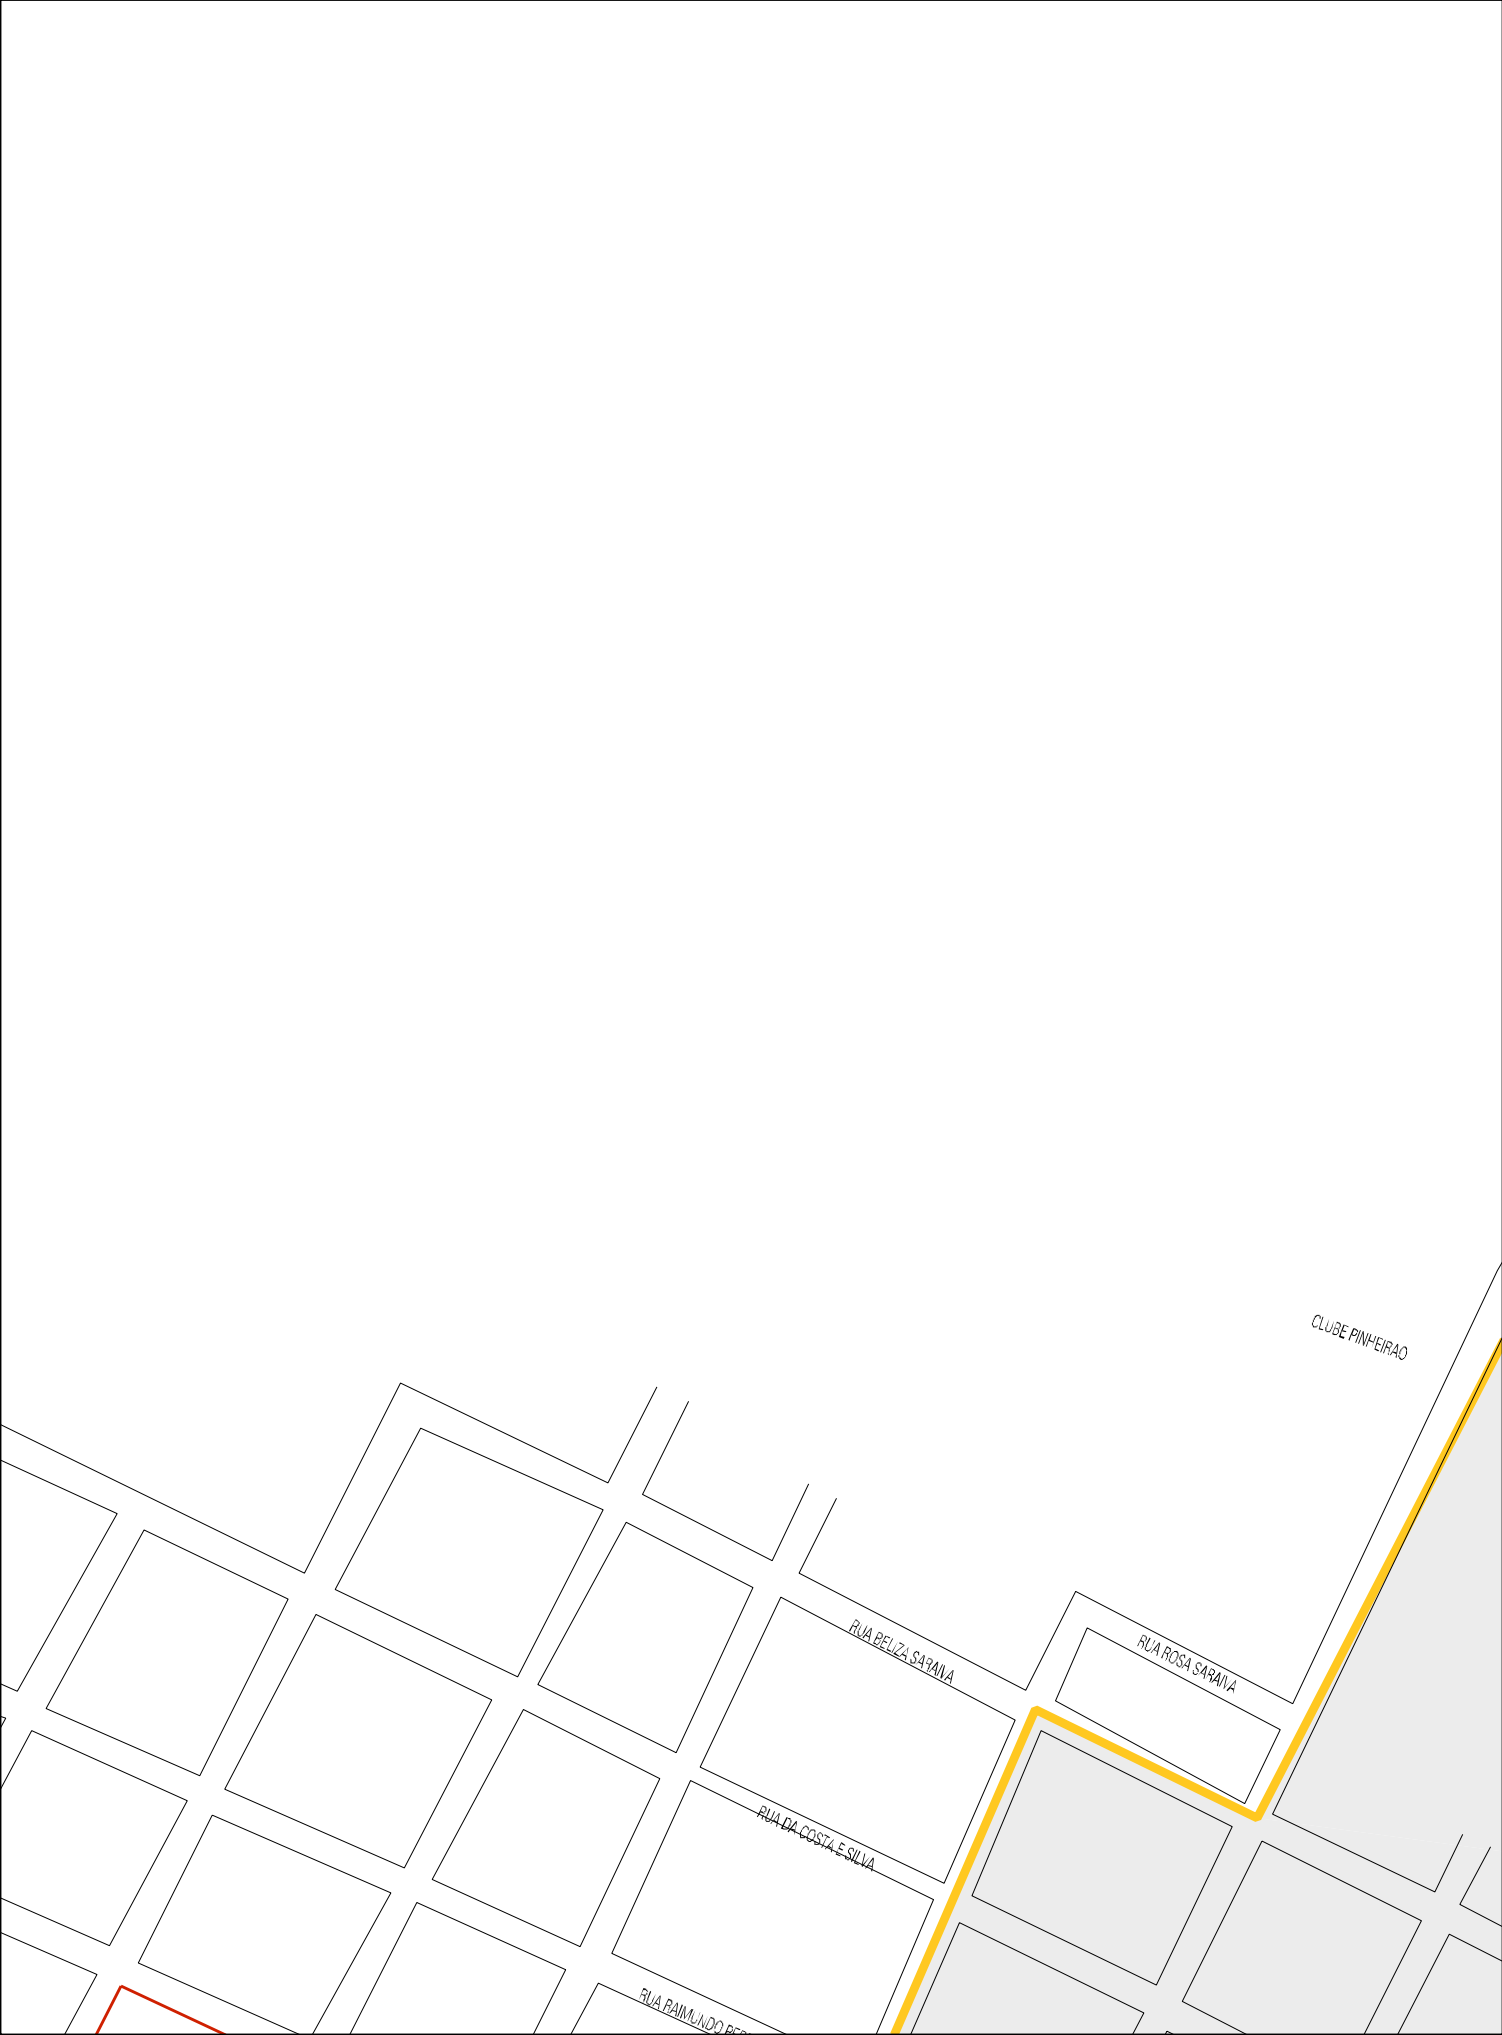 CLUBE PINHEIRAO
RUA BELIZA SARAIVA
RUA ROSA SARAIVA
RUA DA COSTA E SILVA
RUA RAIMUNDO